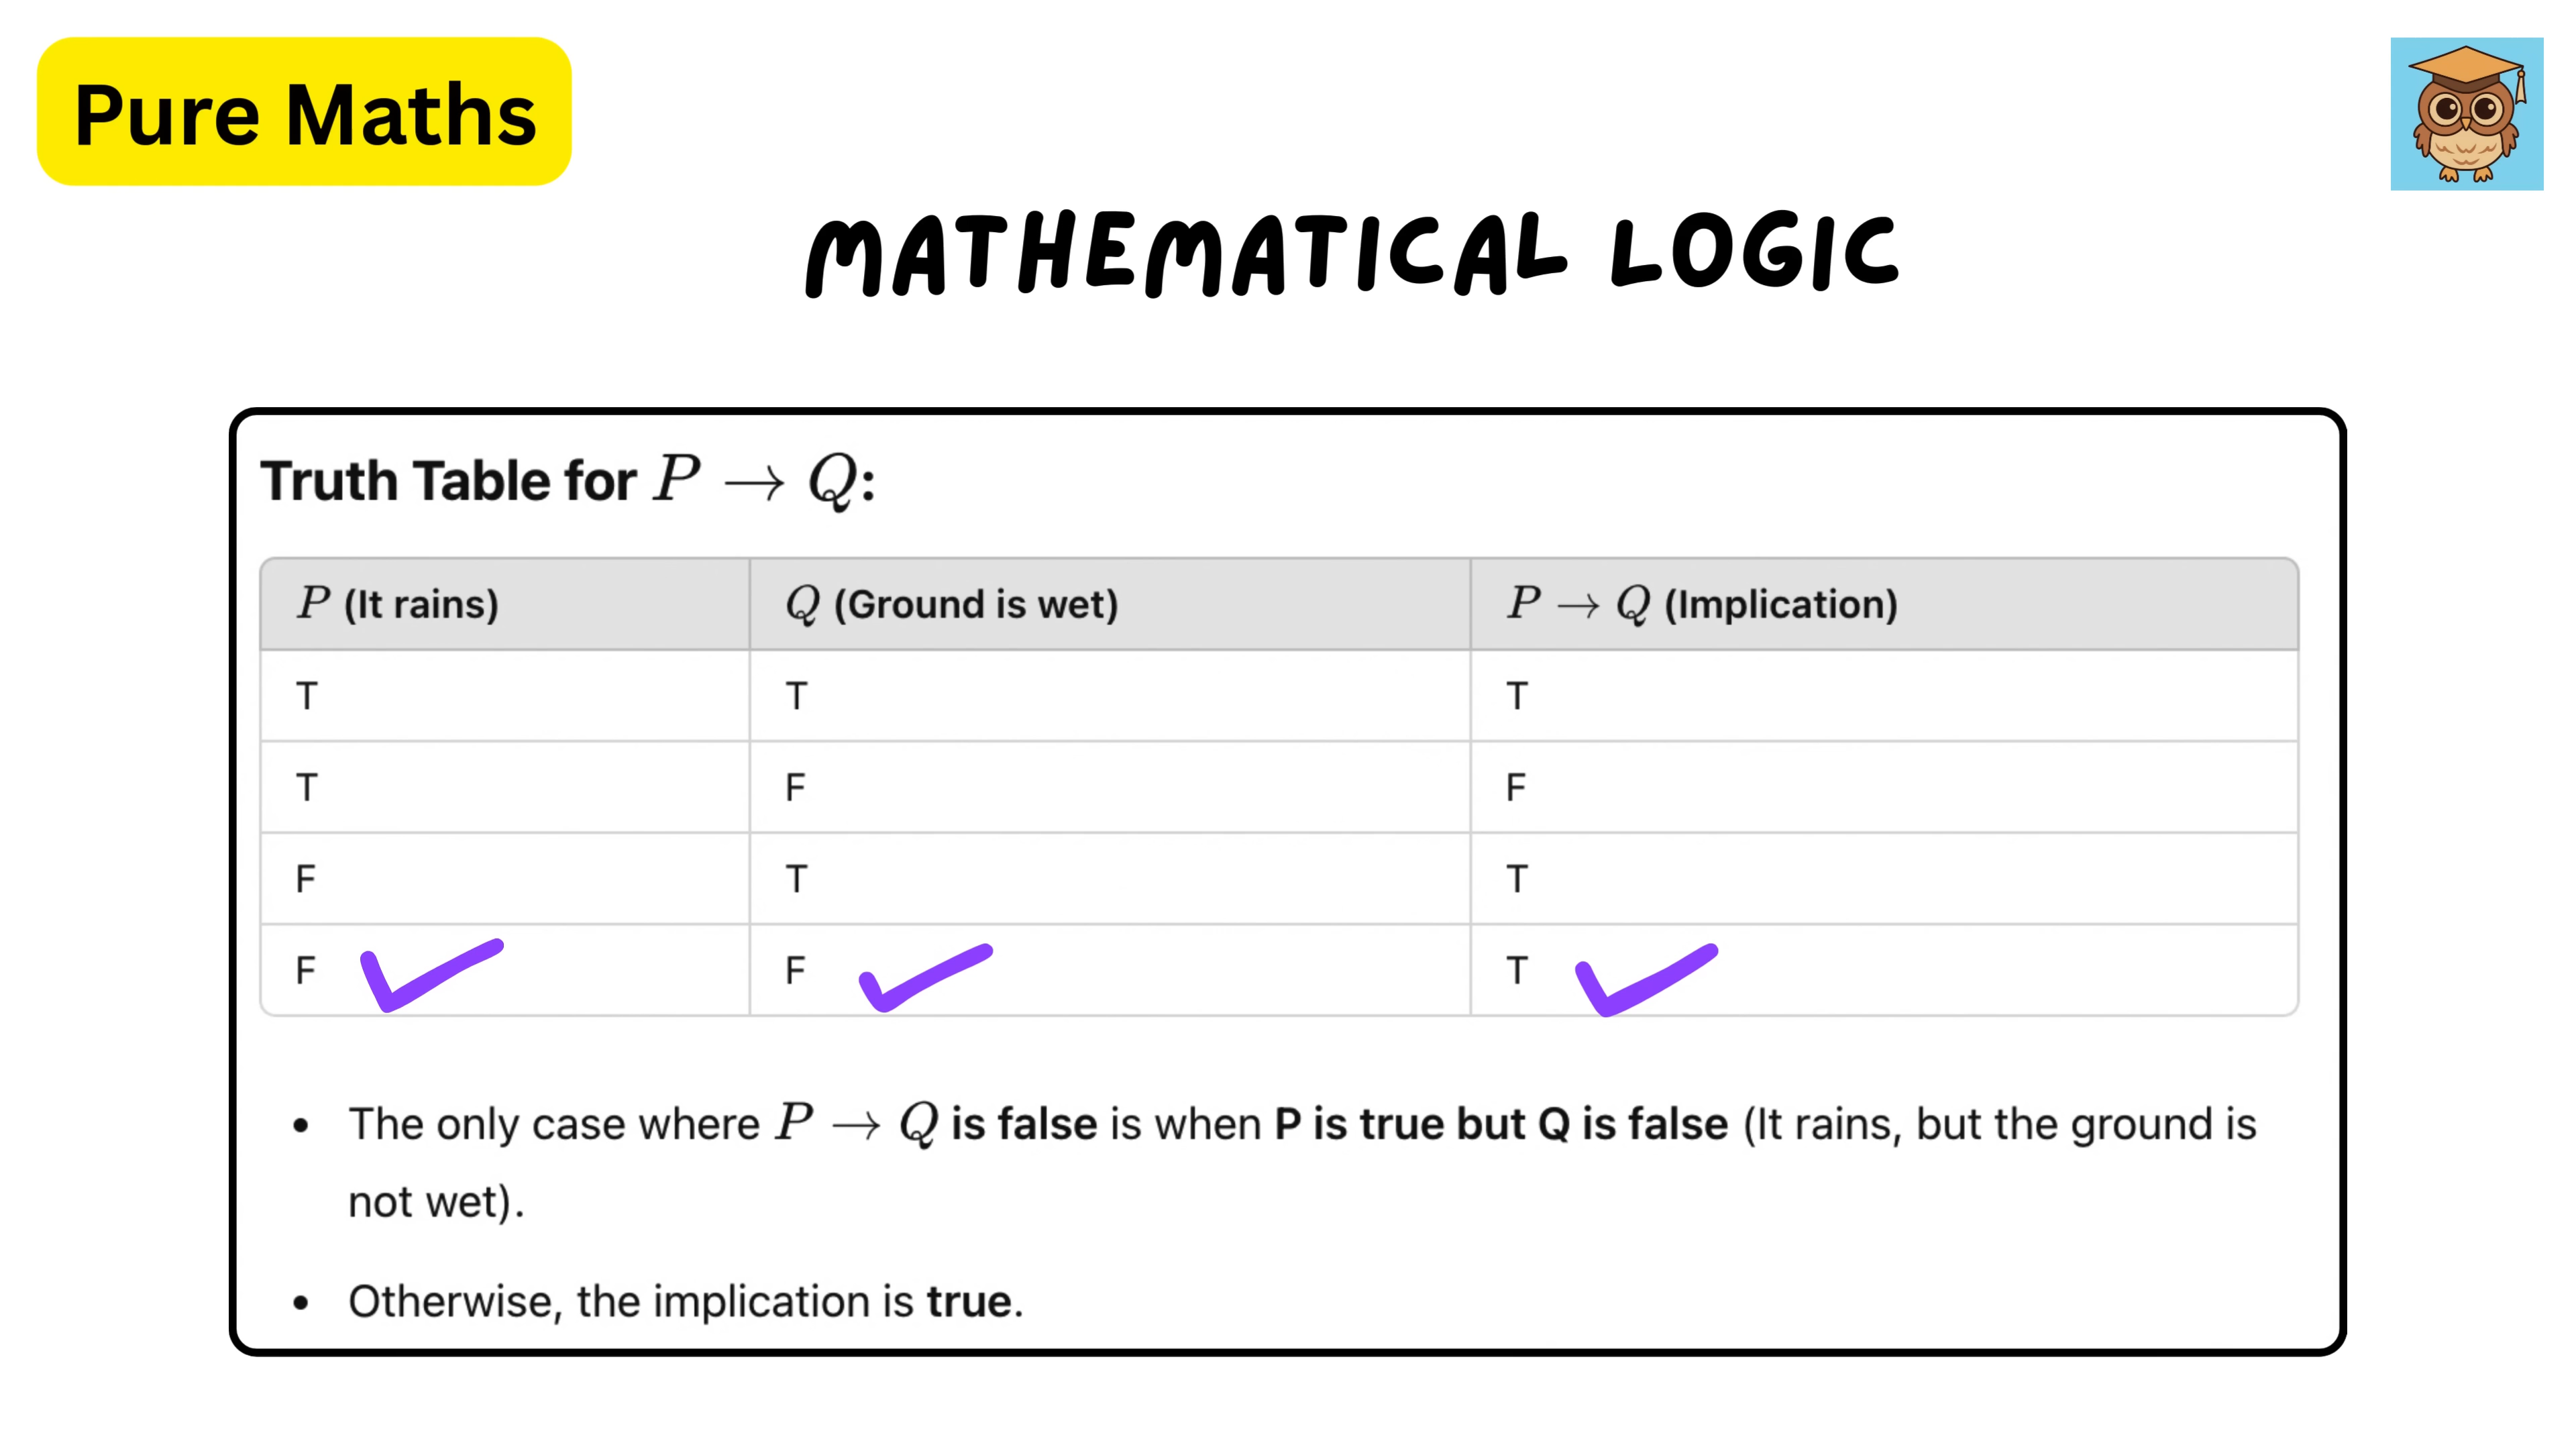 Pure Maths
MATHEMATICAL LOGIC
Truth Table for P → Q:
P (It rains) Q (Ground is wet) P → Q (Implication)
T T T
T F F
F T T
F F T
• The only case where P → Q is false is when P is true but Q is false (It rains, but the ground is
not wet).
• Otherwise, the implication is true.